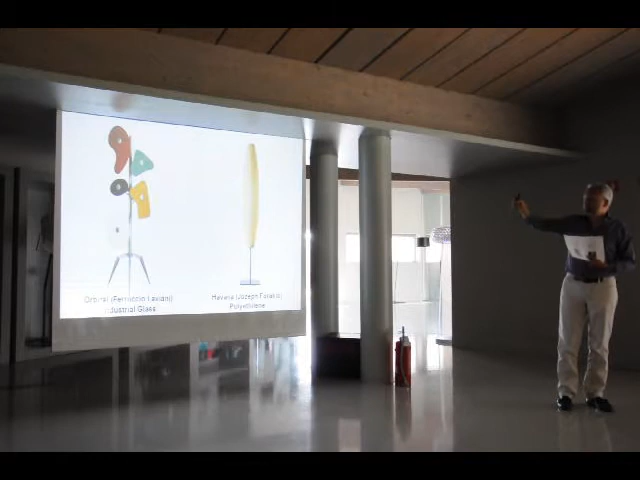 Orbital (Ferruccio Laviani)
Industrial Glass
Havana (Jozeph Forakis)
Polyethilene